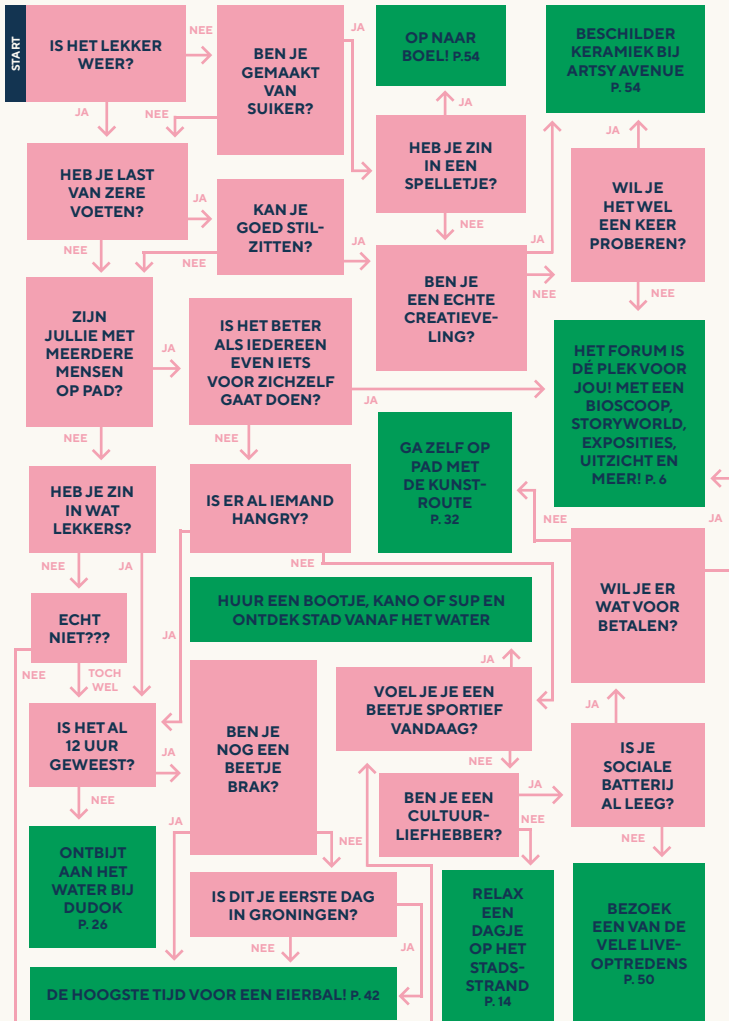 START
IS HET LEKKER
WEER?
NEE
JA
BEN JE
GEMAAKT
VAN
SUIKER?
JA
NEE
OP NAAR
BOEL! P.54
JA
BESCHILDER
KERAMIEK BIJ
ARTSY AVENUE
P. 54
JA
HEB JE LAST
VAN ZERE
VOETEN?
JA
NEE
KAN JE
GOED STIL-
ZITTEN?
JA
NEE
HEB JE ZIN
IN EEN
SPELLETJE?
NEE
WIL JE
HET WEL
EEN KEER
PROBEREN?
NEE
BEN JE
EEN ECHTE
CREATIEVE-
LING?
JA
NEE
ZIJN
JULLIE MET
MEERDERE
MENSEN
OP PAD?
JA
NEE
IS HET BETER
ALS IEDEREEN
EVEN IETS
VOOR ZICHZELF
GAAT DOEN?
JA
NEE
HET FORUM IS
DÉ PLEK VOOR
JOU! MET EEN
BIOSCOOP,
STORYWORLD,
EXPOSITIES,
UITZICHT EN
MEER! P. 6
GA ZELF OP
PAD MET
DE KUNST-
ROUTE
P. 32
NEE
JA
HEB JE ZIN
IN WAT
LEKKERS?
NEE
JA
IS ER AL IEMAND
HANGRY?
NEE
JA
WIL JE ER
WAT VOOR
BETALEN?
JA
HUUR EEN BOOTJE, KANO OF SUP EN
ONTDEK STAD VANAF HET WATER
JA
ECHT
NIET???
NEE
TOCH
WEL
VOEL JE JE EEN
BEETJE SPORTIEF
VANDAAG?
NEE
IS HET AL
12 UUR
GEWEEST?
JA
NEE
BEN JE
NOG EEN
BEETJE
BRAK?
JA
NEE
BEN JE EEN
CULTUUR-
LIEFHEBBER?
JA
NEE
IS JE
SOCIALE
BATTERIJ
AL LEEG?
NEE
ONTBIJT
AAN HET
WATER BIJ
DUDOK
P. 26
IS DIT JE EERSTE DAG
IN GRONINGEN?
NEE
JA
RELAX
EEN
DAGJE
OP HET
STADS-
STRAND
P. 14
BEZOEK
EEN VAN DE
VELE LIVE-
OPTREDENS
P. 50
DE HOOGSTE TIJD VOOR EEN EIERBAL! P. 42